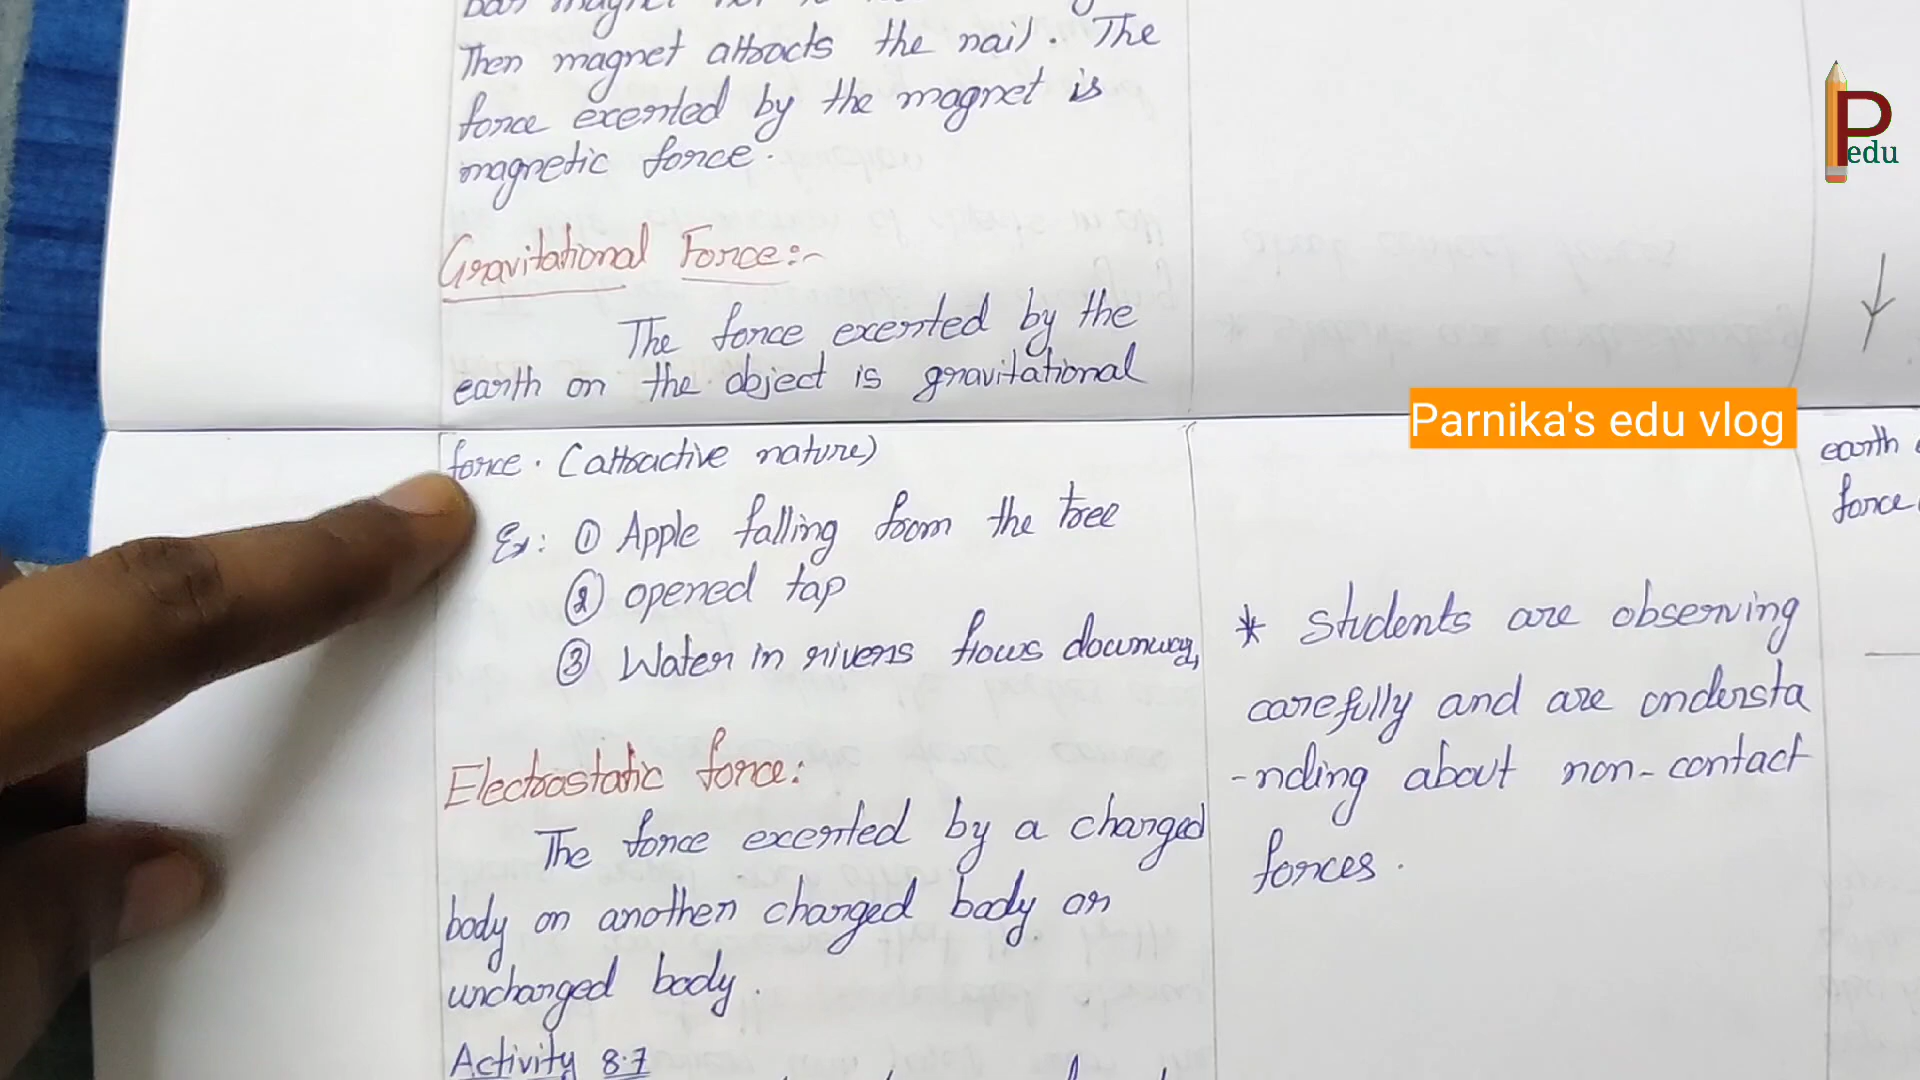 Then magnet attracts the nail. The
force exerted by the magnet is
magnetic force.
Gravitational Force:-
The force exerted by the
earth on the object is gravitational
force. (attractive nature)
Ex: ① Apple falling from the tree
② opened tap
③ Water in rivers flows downway,
Electrostatic force:
The force exerted by a charged
body on another charged body or
uncharged body.
Activity 8.7
* Students are observing
carefully and are understa
-nding about non-contact
forces.
earth
force
P
edu
Parnika's edu vlog